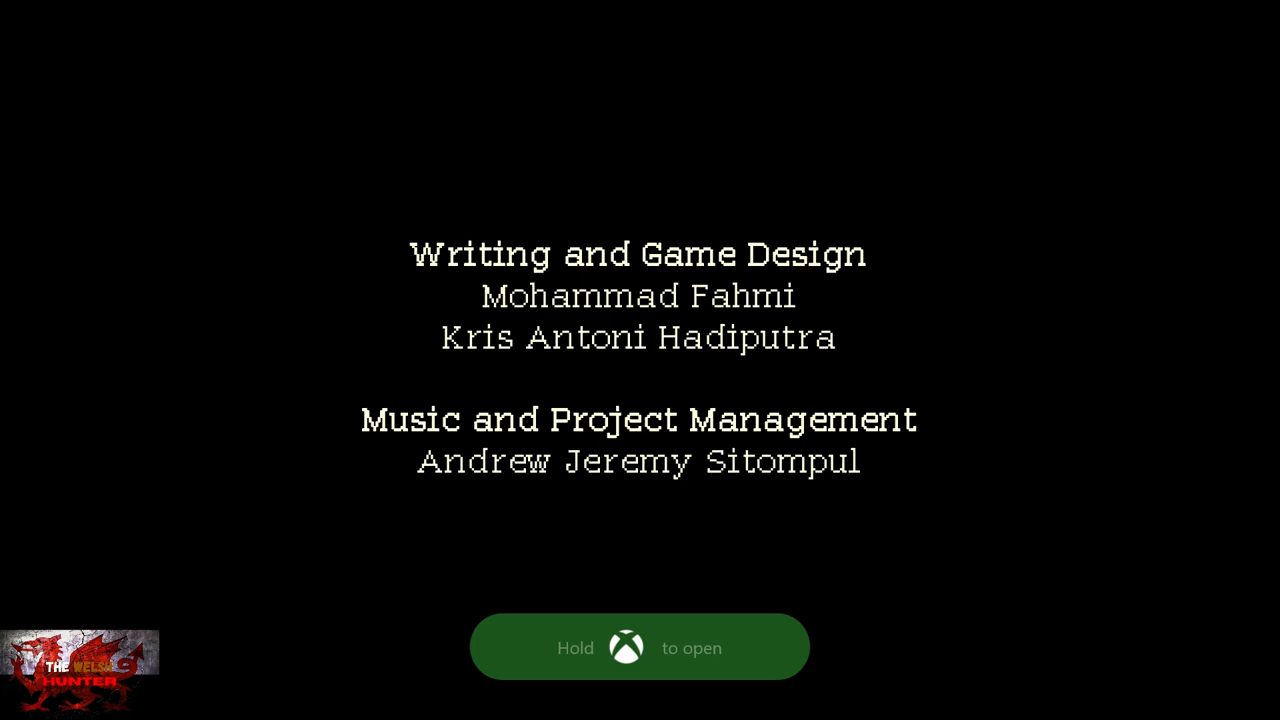 Writing and Game Design
Mohammad Fahmi
Kris Antoni Hadiputra
Music and Project Management
Andrew Jeremy Sitompul
Hold to open
THE WELSH
HUNTER